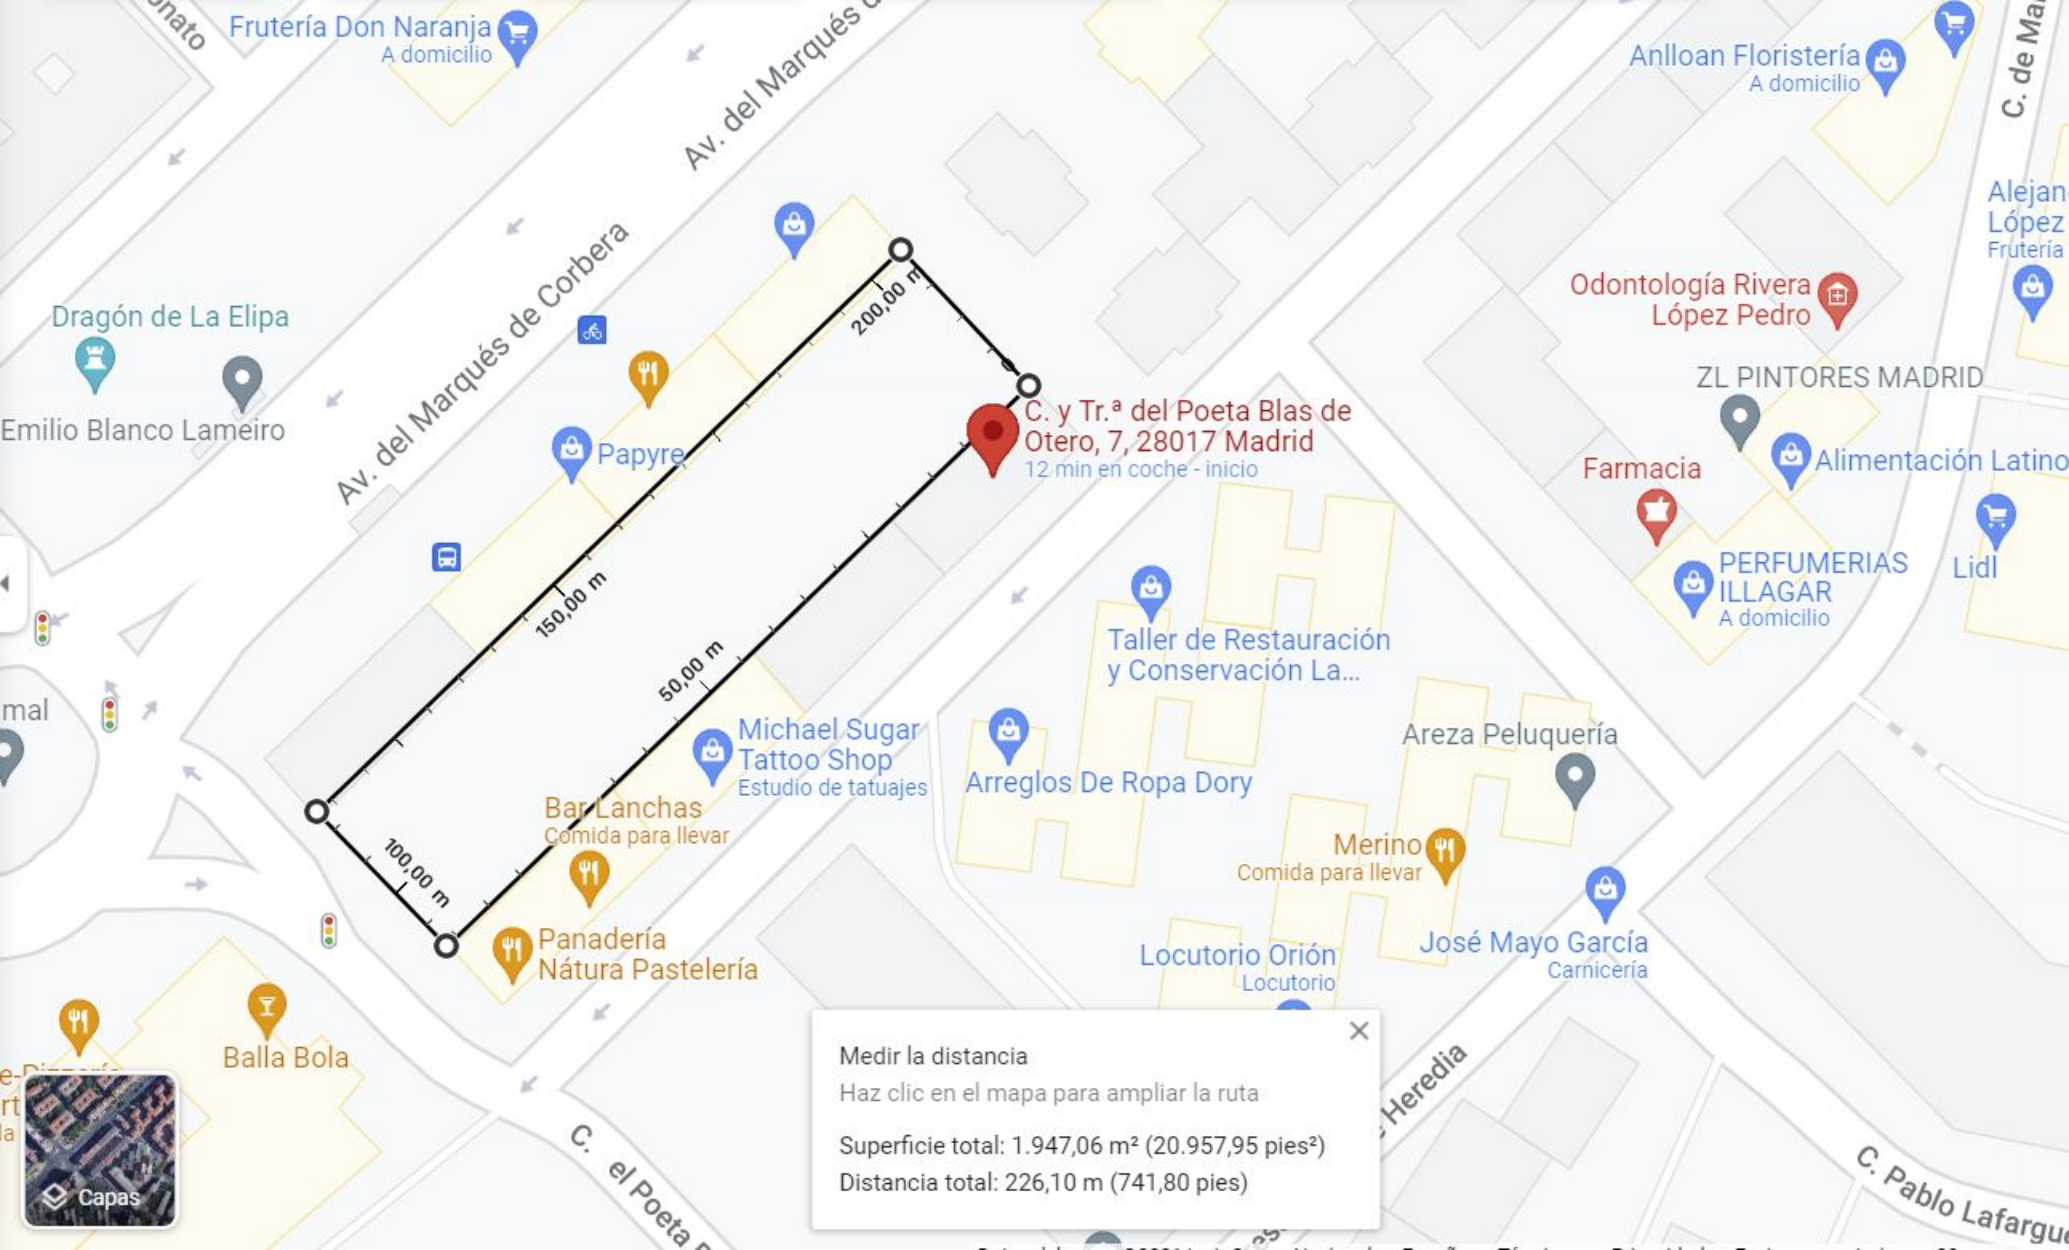 Frutería Don Naranja
A domicilio
Av. del Marqués
Anlloan Floristería
A domicilio
Dragón de La Elipa
Emilio Blanco Lameiro
Av. del Marqués de Corbera
Papyre
200,00 m
0
C. y Tr.ª del Poeta Blas de
Otero, 7, 28017 Madrid
12 min en coche - inicio
Odontología Rivera
López Pedro
López
Frutería
ZL PINTORES MADRID
Alimentación Latino
Farmacia
PERFUMERIAS
ILLAGAR
A domicilio
Lidl
150,00 m
50,00 m
100,00 m
Taller de Restauración
y Conservación La...
Michael Sugar
Tattoo Shop
Estudio de tatuajes
Arreglos De Ropa Dory
Areza Peluquería
Bar Lanchas
Comida para llevar
Merino
Comida para llevar
Panadería
Nátura Pastelería
José Mayo García
Carnicería
Locutorio Orión
Locutorio
Balla Bola
Medir la distancia
Haz clic en el mapa para ampliar la ruta
Superficie total: 1.947,06 m² (20.957,95 pies²)
Distancia total: 226,10 m (741,80 pies)
Heredia
Capas
C.
el Poeta
C. Pablo Lafargu